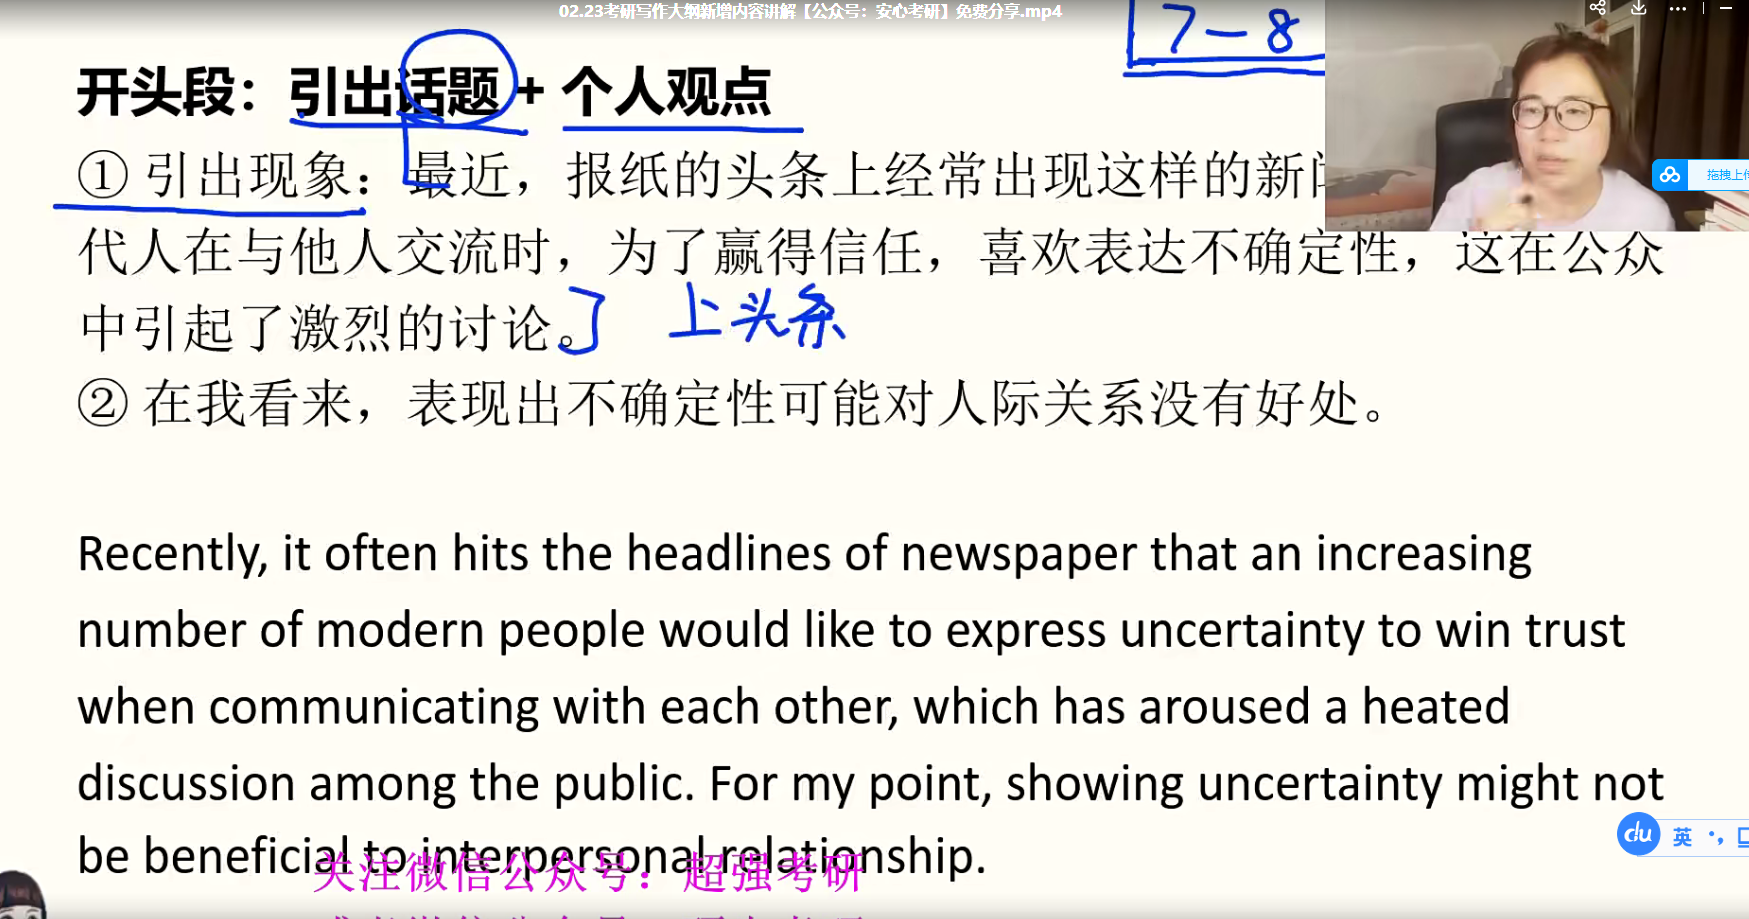 02.23考研写作大纲新增内容讲解【公众号：安心考研】免费分享.mp4
7-8
开头段：引出话题 + 个人观点
① 引出现象：最近，报纸的头条上经常出现这样的新
拖拽上传
代人在与他人交流时，为了赢得信任，喜欢表达不确定性，这在公众
中引起了激烈的讨论。
上头条
② 在我看来，表现出不确定性可能对人际关系没有好处。
Recently, it often hits the headlines of newspaper that an increasing
number of modern people would like to express uncertainty to win trust
when communicating with each other, which has aroused a heated
discussion among the public. For my point, showing uncertainty might not
du 英
be beneficial to interpersonal relationship.
关注微信公众号：超强考研